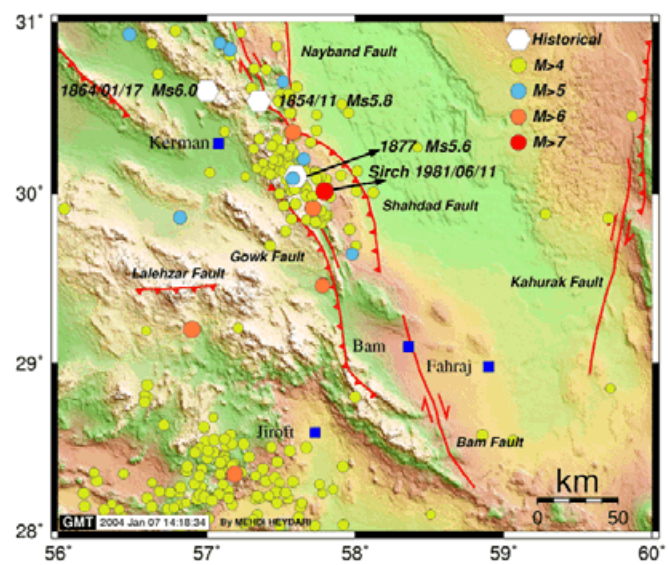 31°
Nayband Fault
Historical
M>4
M>5
M>6
M>7
1864/01/17 Ms6.0
1854/11 Ms5.8
Kerman
1877 Ms5.6
Sirch 1981/06/11
30°
Shahdad Fault
Gowk Fault
Lalehzar Fault
Kahurak Fault
Bam
29°
Fahraj
Jiroft
Bam Fault
km
0 50
GMT 2004 Jan 07 14:18:34 By MEHDI HEYDARI
28°
56° 57° 58° 59° 60°